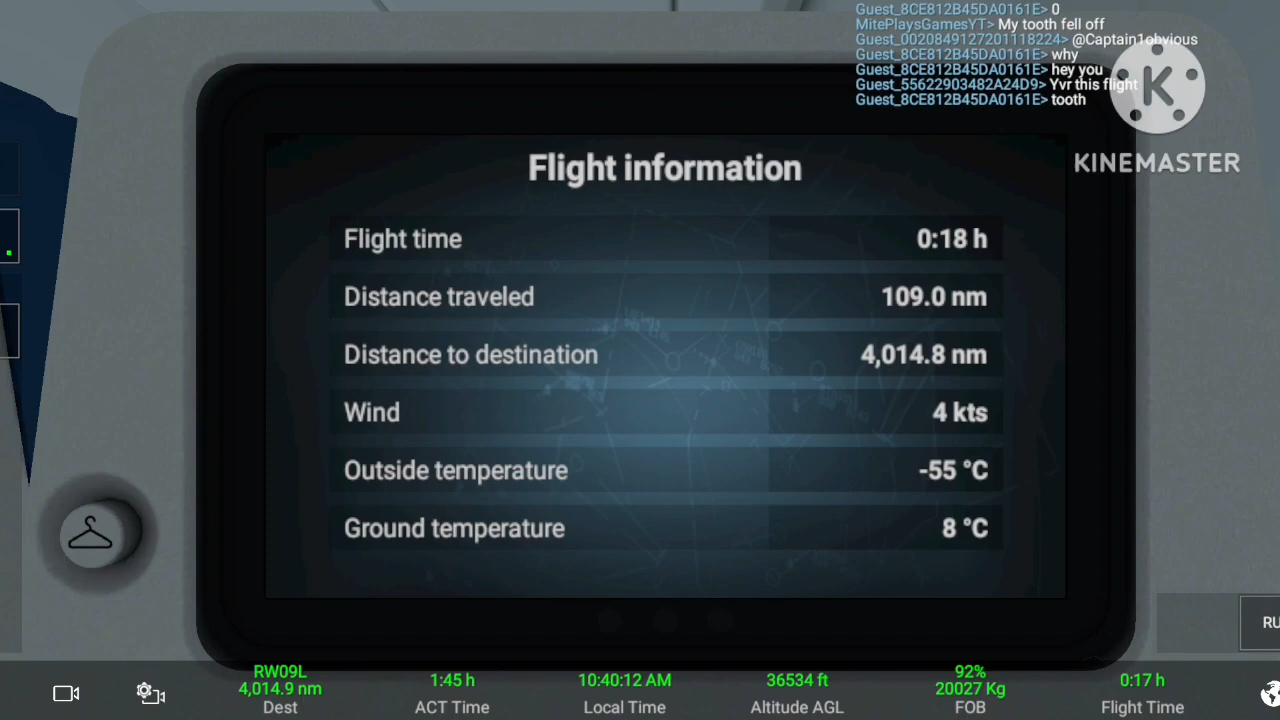 Guest_8CE812B45DA0161E> 0
MitePlaysGamesYT> My tooth fell off
Guest_0020849127201118224> @Captain1obvious
Guest_8CE812B45DA0161E> why
Guest_8CE812B45DA0161E> hey you
Guest_55622903482A24D9> Yvr this flight
Guest_8CE812B45DA0161E> tooth
K
KINEMASTER
Flight information
Flight time 0:18 h
Distance traveled 109.0 nm
Distance to destination 4,014.8 nm
Wind 4 kts
Outside temperature -55 °C
Ground temperature 8 °C
RU
RW09L 92%
4,014.9 nm 1:45 h 10:40:12 AM 36534 ft 20027 Kg 0:17 h
Dest ACT Time Local Time Altitude AGL FOB Flight Time